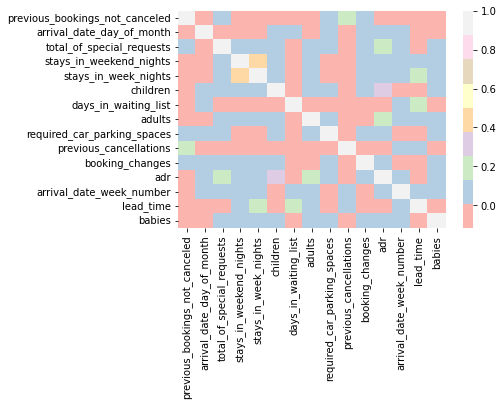 previous_bookings_not_canceled
arrival_date_day_of_month
total_of_special_requests
stays_in_weekend_nights
stays_in_week_nights
children
days_in_waiting_list
adults
required_car_parking_spaces
previous_cancellations
booking_changes
adr
arrival_date_week_number
lead_time
babies
previous_bookings_not_canceled
arrival_date_day_of_month
total_of_special_requests
stays_in_weekend_nights
stays_in_week_nights
children
days_in_waiting_list
adults
required_car_parking_spaces
previous_cancellations
booking_changes
adr
arrival_date_week_number
lead_time
babies
1.0
0.8
0.6
0.4
0.2
0.0